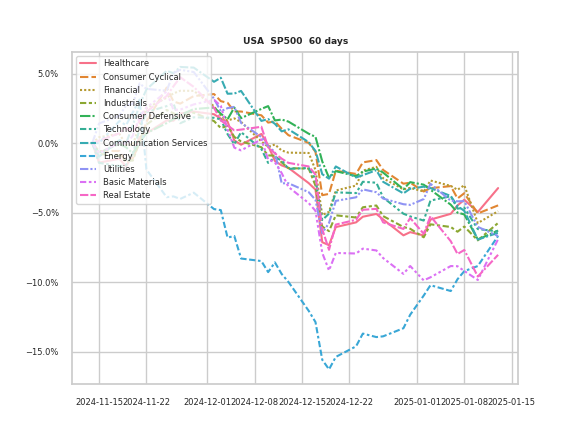 USA SP500 60 days
Healthcare
Consumer Cyclical
Financial
Industrials
Consumer Defensive
Technology
Communication Services
Energy
Utilities
Basic Materials
Real Estate
5.0%
0.0%
−5.0%
−10.0%
−15.0%
2024-11-15 2024-11-22 2024-12-01 2024-12-08 2024-12-15 2024-12-22 2025-01-01 2025-01-08 2025-01-15